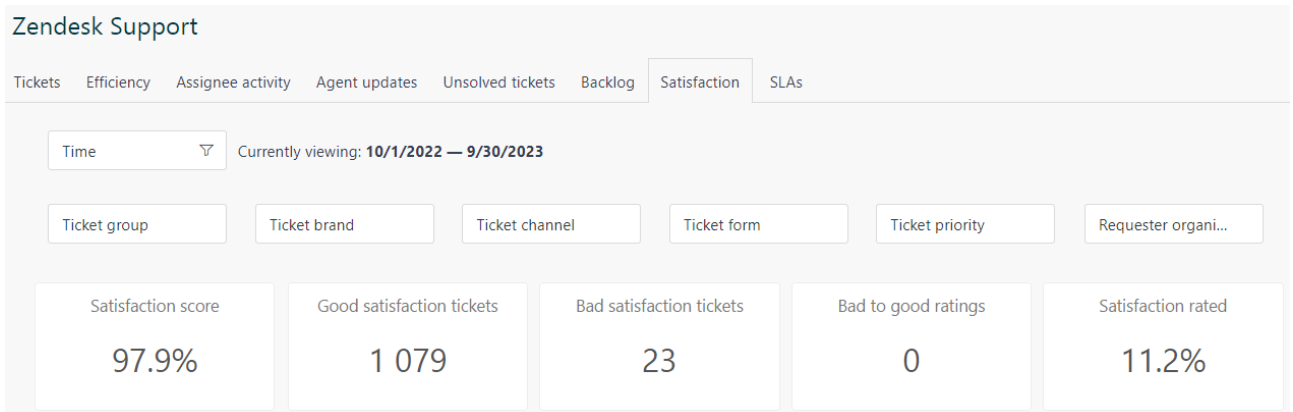 Zendesk Support
Tickets Efficiency Assignee activity Agent updates Unsolved tickets Backlog Satisfaction SLAs
Time Currently viewing: 10/1/2022 — 9/30/2023
Ticket group Ticket brand Ticket channel Ticket form Ticket priority Requester organi...
Satisfaction score Good satisfaction tickets Bad satisfaction tickets Bad to good ratings Satisfaction rated
97.9% 1 079 23 0 11.2%